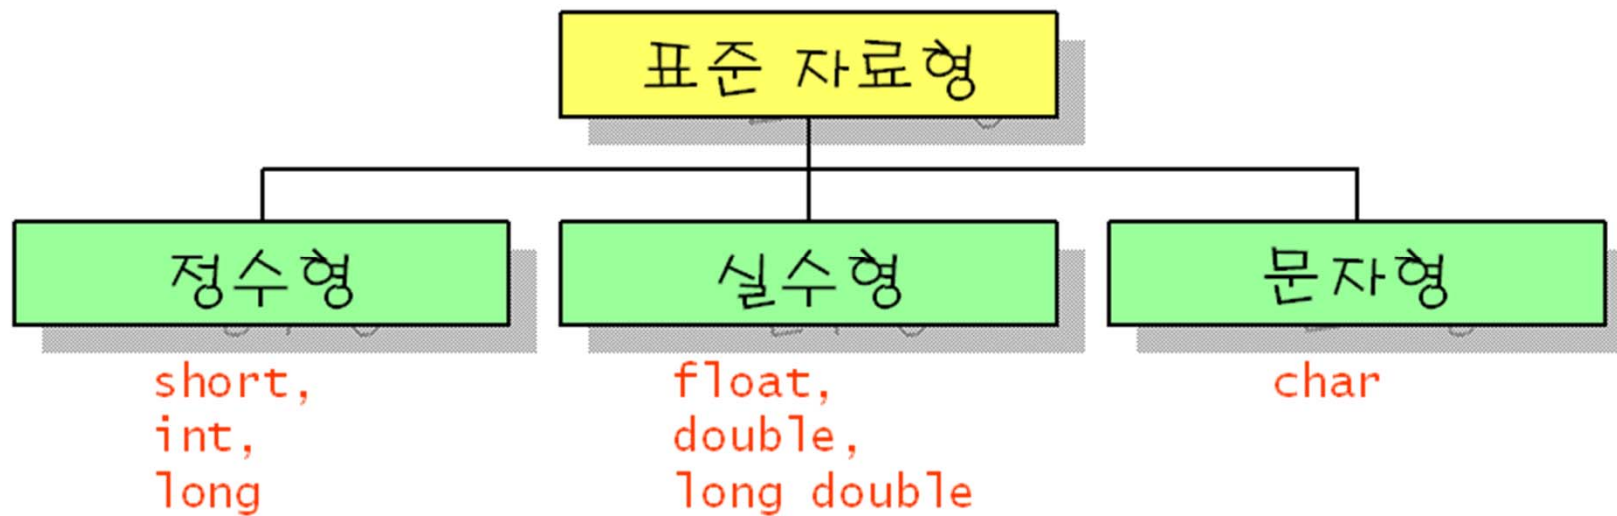 표준 자료형
정수형
실수형
문자형
short,
int,
long
float,
double,
long double
char